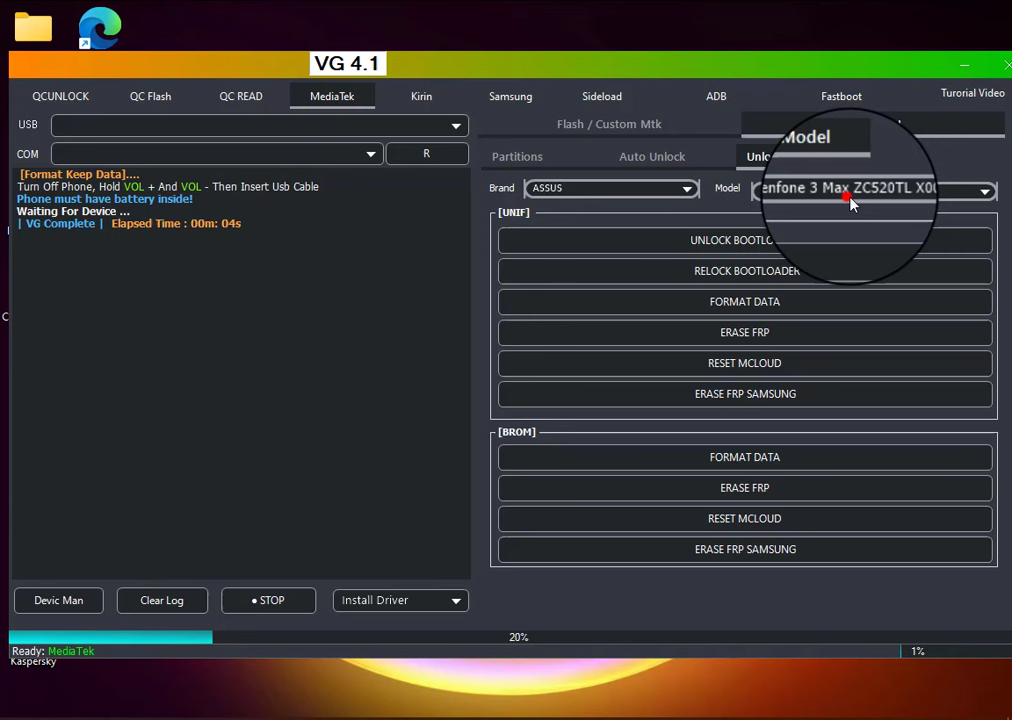 VG 4.1
QCUNLOCK QC Flash QC READ MediaTek Kirin Samsung Sideload ADB Fastboot Turorial Video
USB
COM R
[Format Keep Data]....
Turn Off Phone, Hold VOL + And VOL - Then Insert Usb Cable
Phone must have battery inside!
Waiting For Device ...
| VG Complete | Elapsed Time : 00m: 04s
Flash / Custom Mtk
Partitions Auto Unlock
Model
Brand ASSUS Model enfone 3 Max ZC520TL X00
[UNIF]
UNLOCK BOOTLO
RELOCK BOOTLOADER
FORMAT DATA
ERASE FRP
RESET MCLOUD
ERASE FRP SAMSUNG
[BROM]
FORMAT DATA
ERASE FRP
RESET MCLOUD
ERASE FRP SAMSUNG
Devic Man Clear Log • STOP Install Driver
20%
Ready: MediaTek 1%
Kaspersky